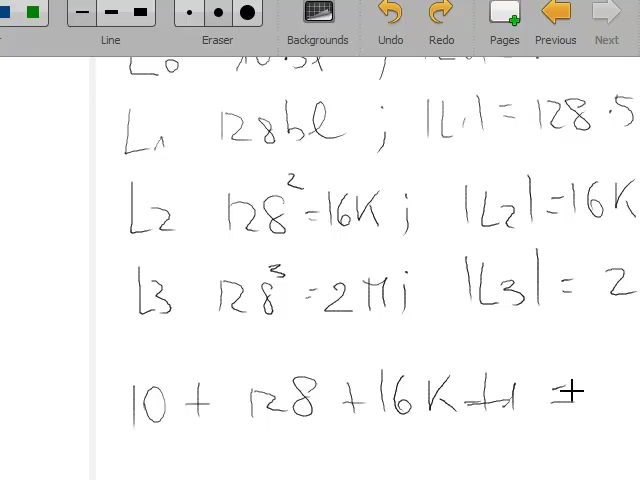 Line Eraser Backgrounds Undo Redo Pages Previous Next
L1 128bl ; |L1| = 128 · 5
L2 128² = 16K ; |L2| = 16K
L3 128³ = 2M ; |L3| = 2
10 + 128 + 16K =